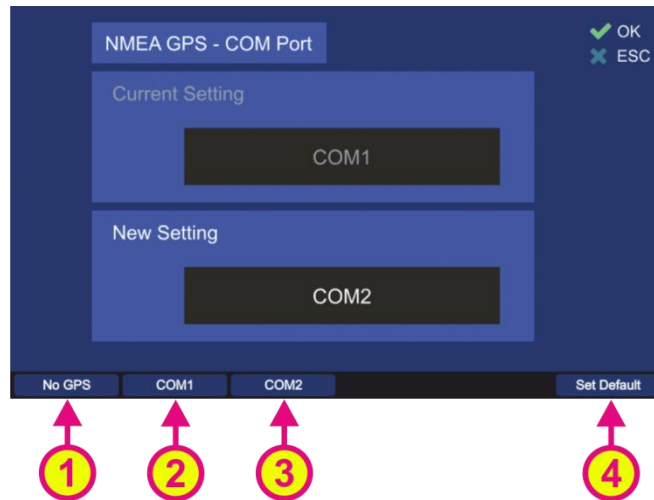 NMEA GPS - COM Port
OK
ESC
Current Setting
COM1
New Setting
COM2
No GPS
COM1
COM2
Set Default
1
2
3
4